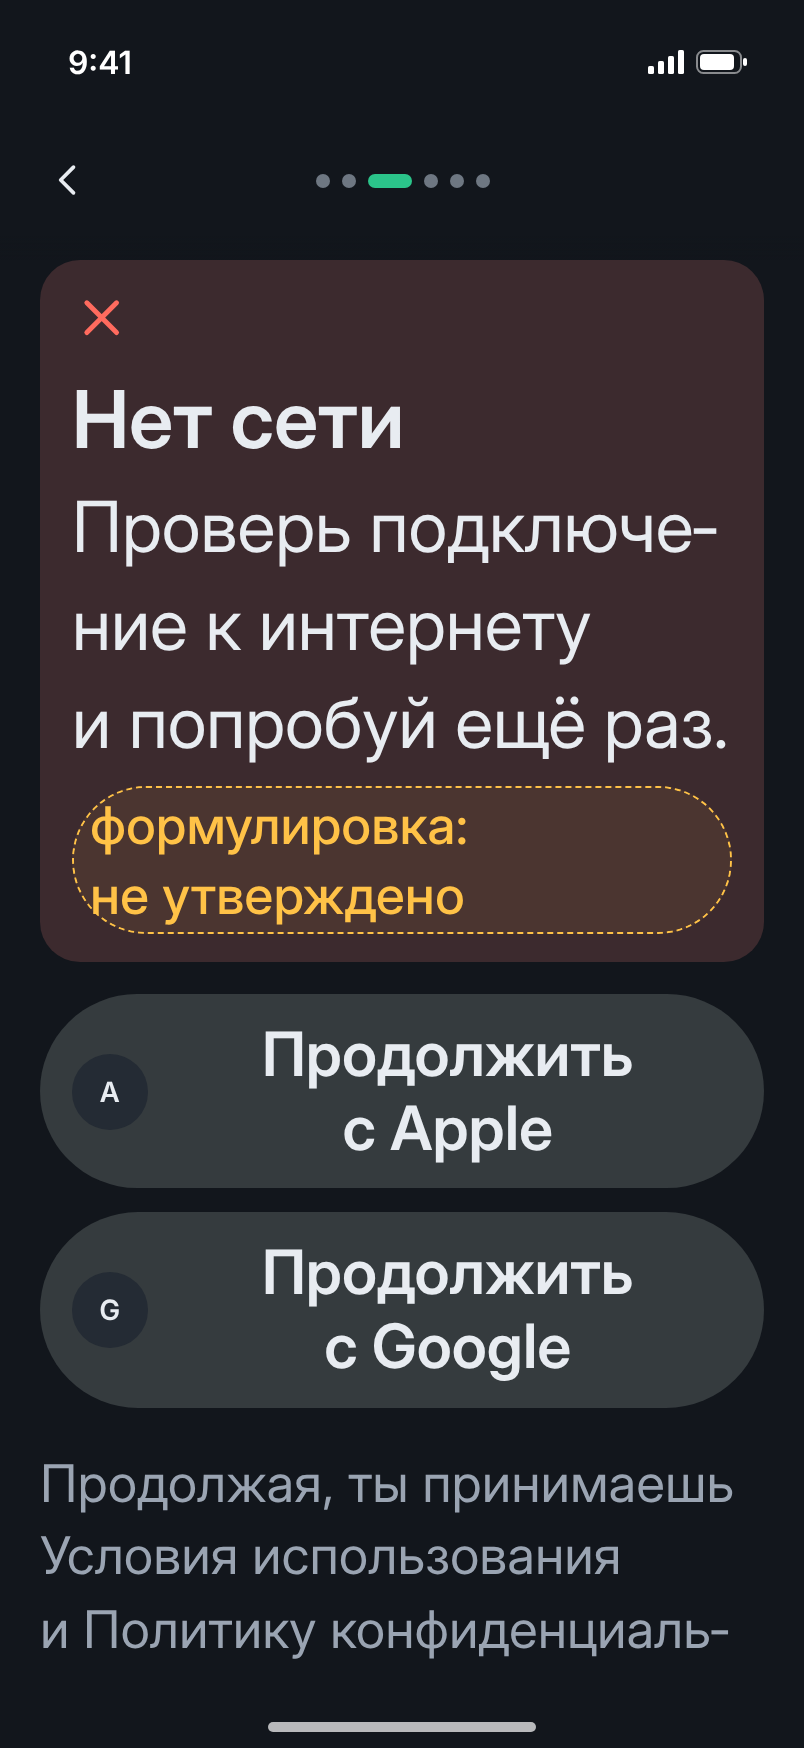 9:41
Нет сети
Проверь подключе-
ние к интернету
и попробуй ещё раз.
формулировка:
не утверждено
A
Продолжить
с Apple
G
Продолжить
с Google
Продолжая, ты принимаешь
Условия использования
и Политику конфиденциаль-